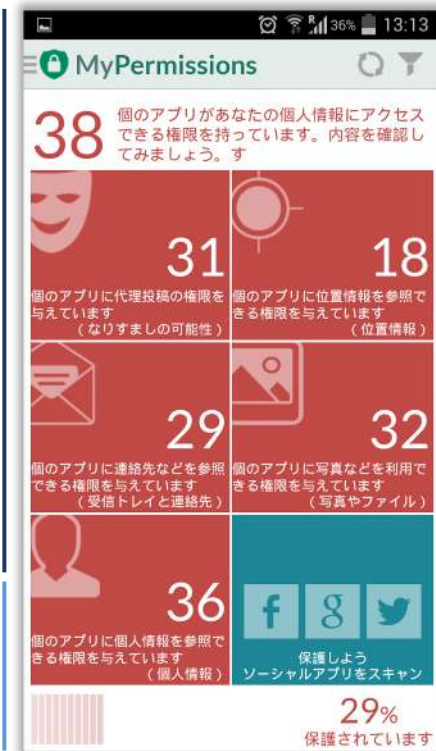 36% 13:13
MyPermissions
38
個のアプリがあなたの個人情報にアクセス
できる権限を持っています。内容を確認し
てみましょう。す
31
個のアプリに代理投稿の権限を
与えています
（なりすましの可能性）
18
個のアプリに位置情報を参照で
きる権限を与えています
（位置情報）
29
個のアプリに連絡先などを参照
できる権限を与えています
（受信トレイと連絡先）
32
個のアプリに写真などを利用で
きる権限を与えています
（写真やファイル）
36
個のアプリに個人情報を参照で
きる権限を与えています
（個人情報）
f 8
保護しよう
ソーシャルアプリをスキャン
29%
保護されています